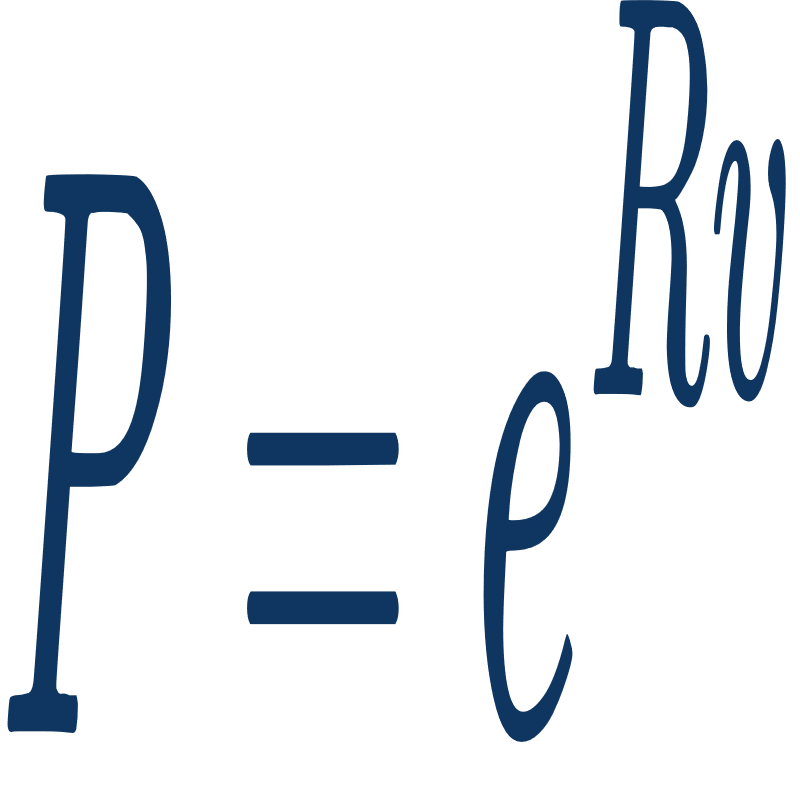 P = e^{Rv}